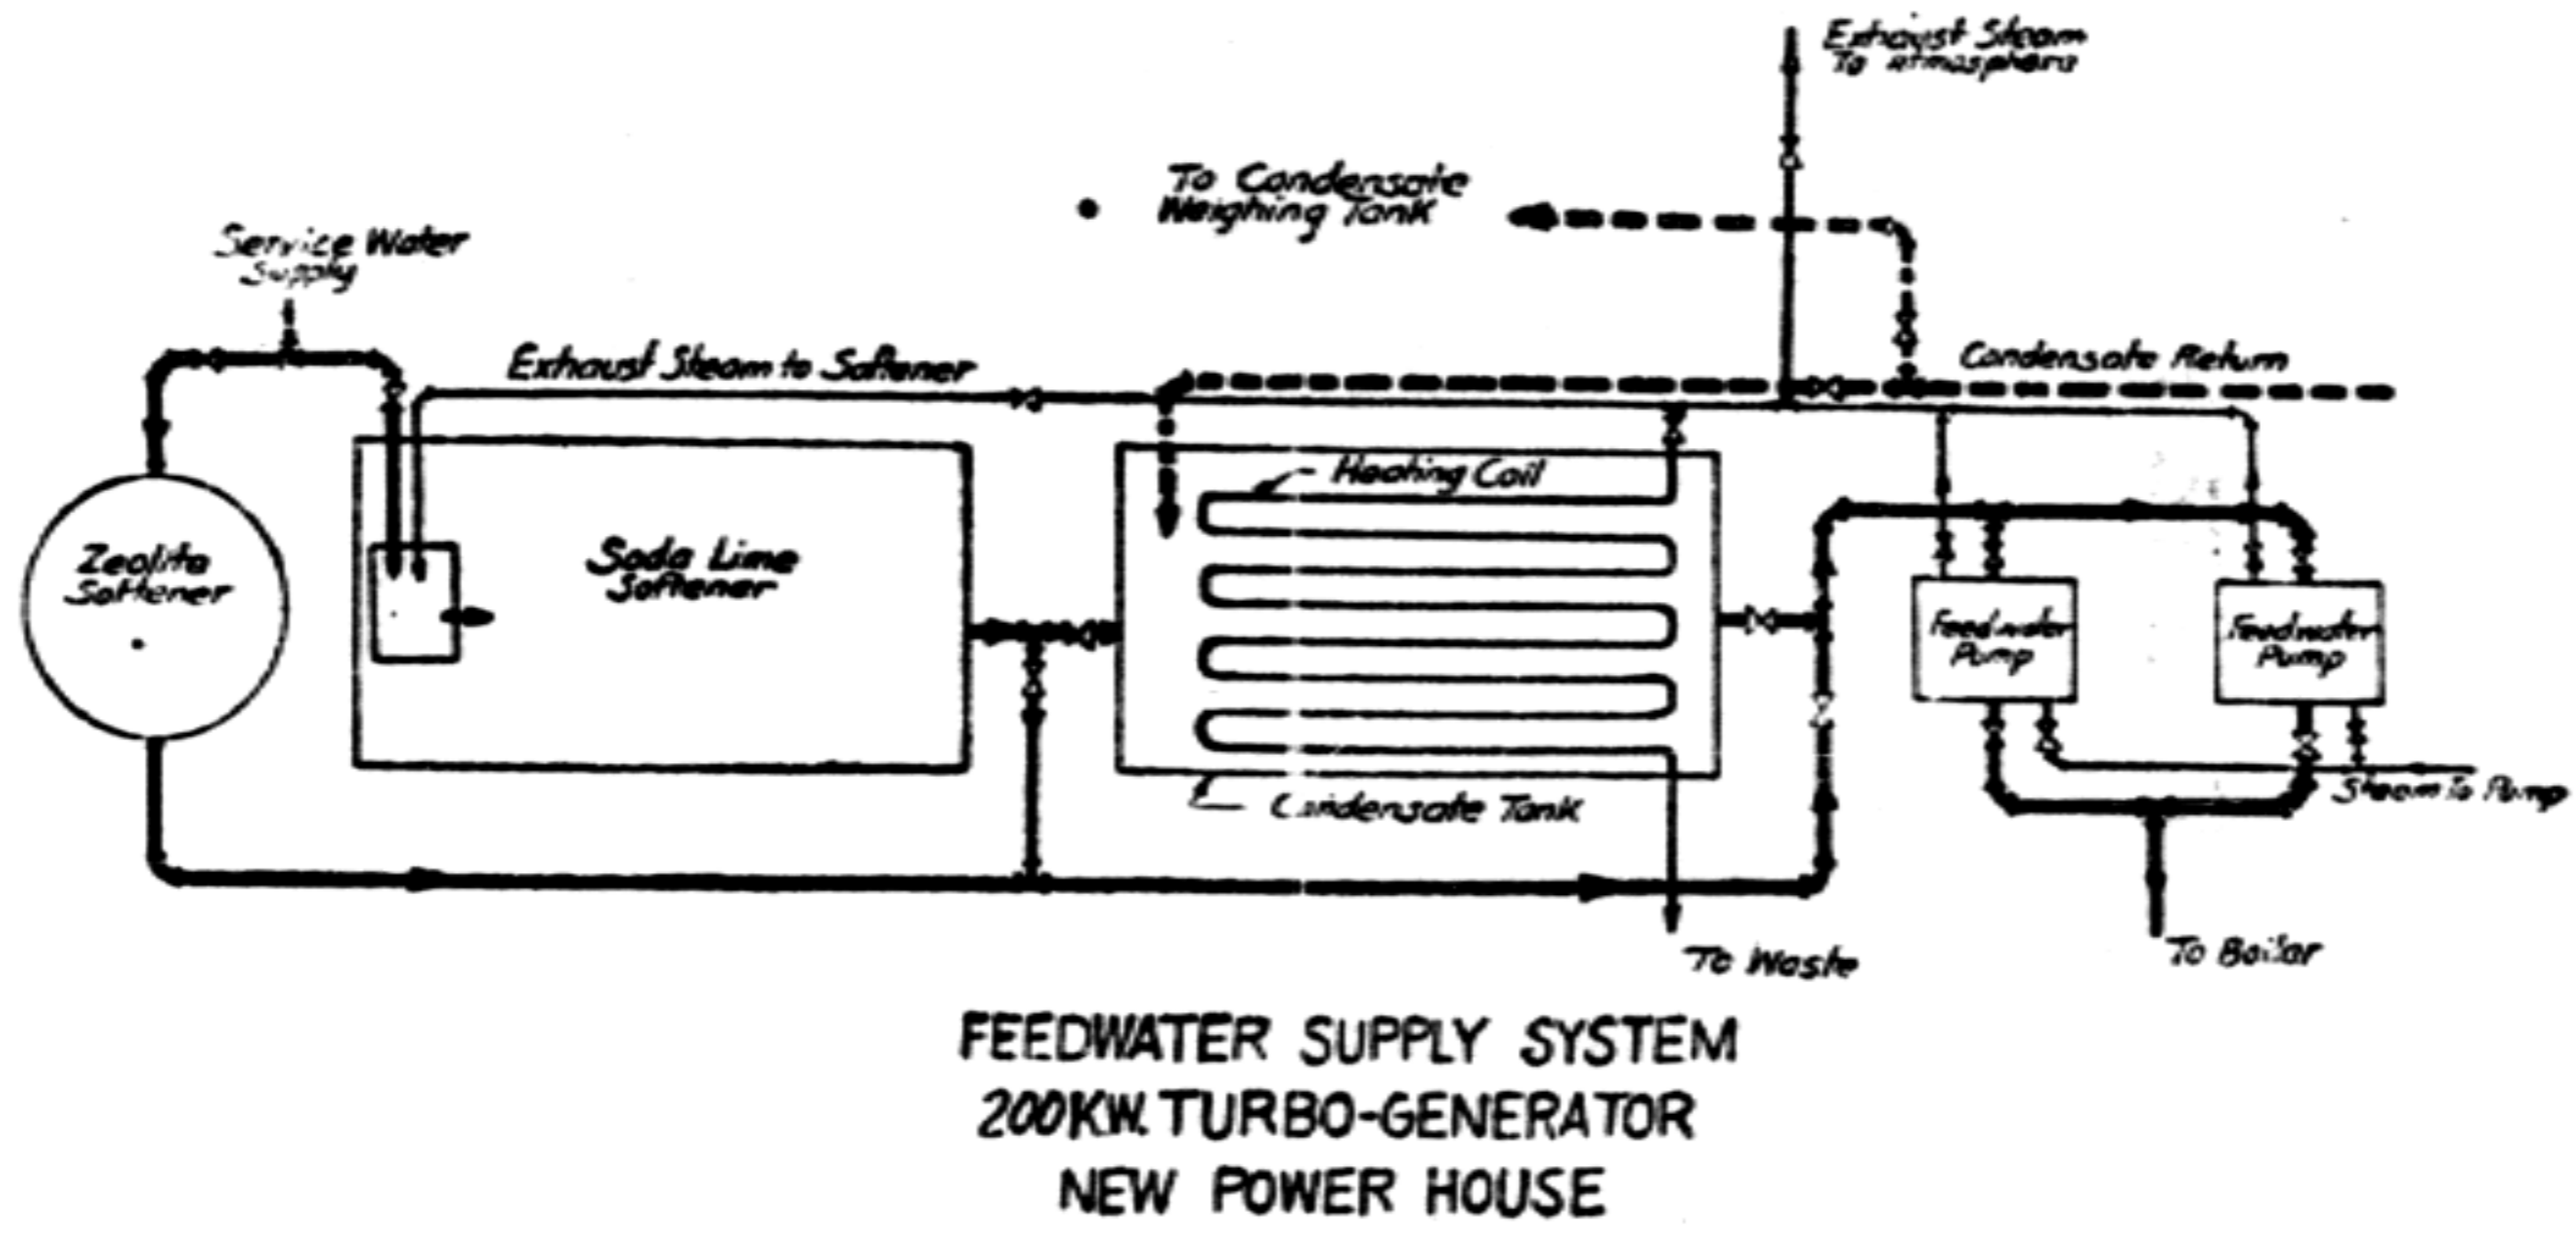 Exhaust Steam
To Atmosphere
To Condensate
Weighing Tank
Service Water
Supply
Exhaust Steam to Softener
Condensate Return
Heating Coil
Zeolite
Softener
Soda Lime
Softener
Feedwater
Pump
Feedwater
Pump
Condensate Tank
Steam To Pump
To Waste
To Boiler
FEEDWATER SUPPLY SYSTEM
200KW. TURBO-GENERATOR
NEW POWER HOUSE